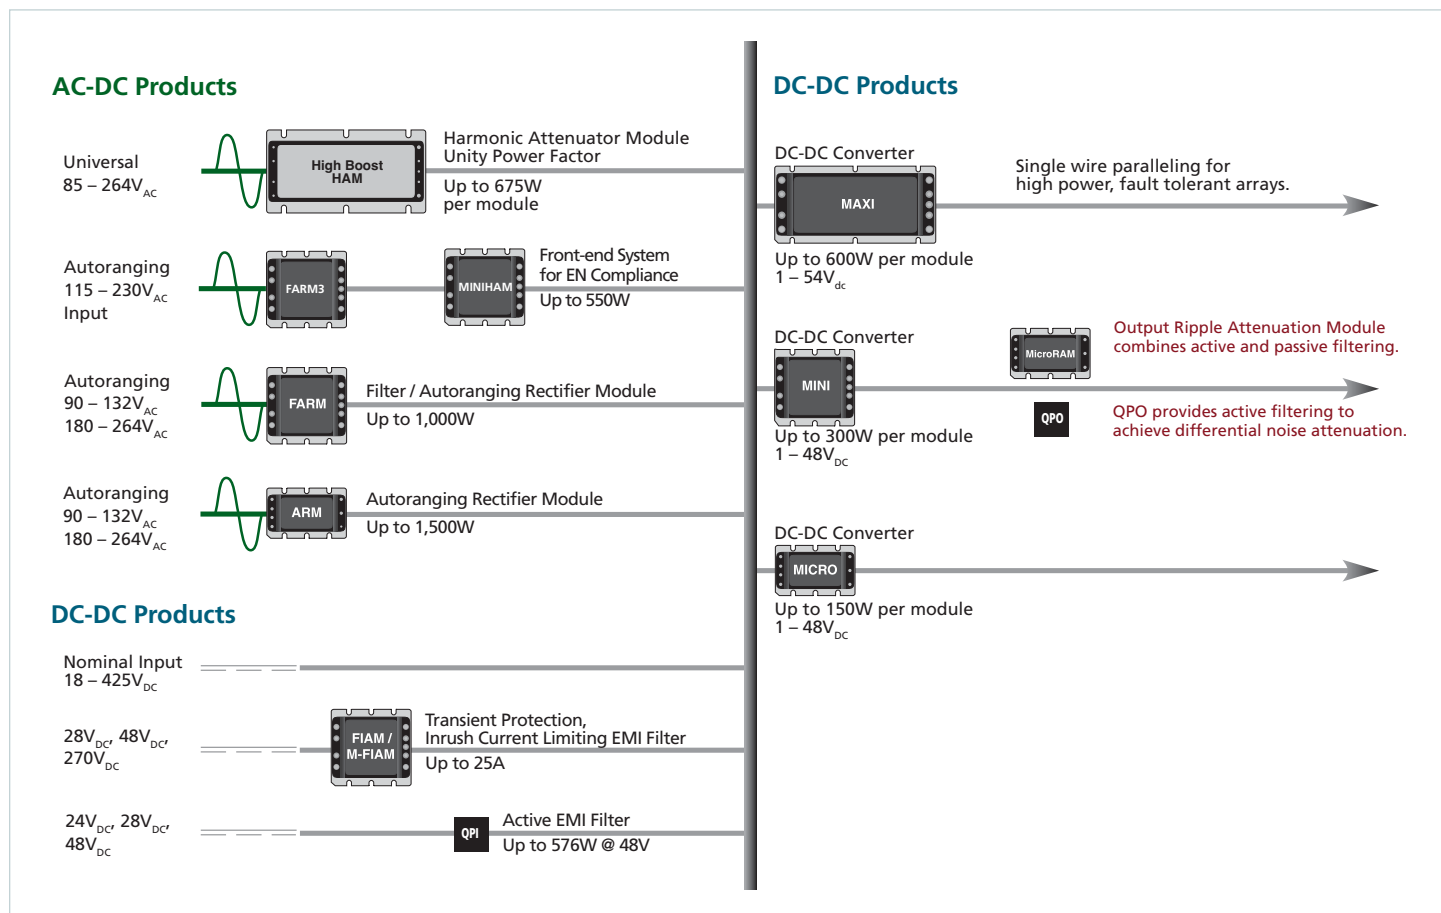 AC-DC Products
Universal
85 – 264VAC
High Boost
HAM
Harmonic Attenuator Module
Unity Power Factor
Up to 675W
per module
Autoranging
115 – 230VAC
Input
FARM3
MINIHAM
Front-end System
for EN Compliance
Up to 550W
Autoranging
90 – 132VAC
180 – 264VAC
FARM
Filter / Autoranging Rectifier Module
Up to 1,000W
Autoranging
90 – 132VAC
180 – 264VAC
ARM
Autoranging Rectifier Module
Up to 1,500W
DC-DC Products
Nominal Input
18 – 425VDC
28VDC, 48VDC,
270VDC
FIAM /
M-FIAM
Transient Protection,
Inrush Current Limiting EMI Filter
Up to 25A
24VDC, 28VDC,
48VDC
QPI
Active EMI Filter
Up to 576W @ 48V
DC-DC Products
DC-DC Converter
MAXI
Up to 600W per module
1 – 54Vdc
Single wire paralleling for
high power, fault tolerant arrays.
DC-DC Converter
MINI
Up to 300W per module
1 – 48VDC
MicroRAM
Output Ripple Attenuation Module
combines active and passive filtering.
QPO
QPO provides active filtering to
achieve differential noise attenuation.
DC-DC Converter
MICRO
Up to 150W per module
1 – 48VDC